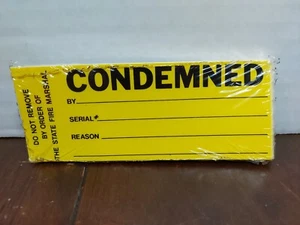 CONDEMNED
BY
SERIAL#
REASON
DO NOT REMOVE
BY ORDER OF
THE STATE FIRE MARSHAL